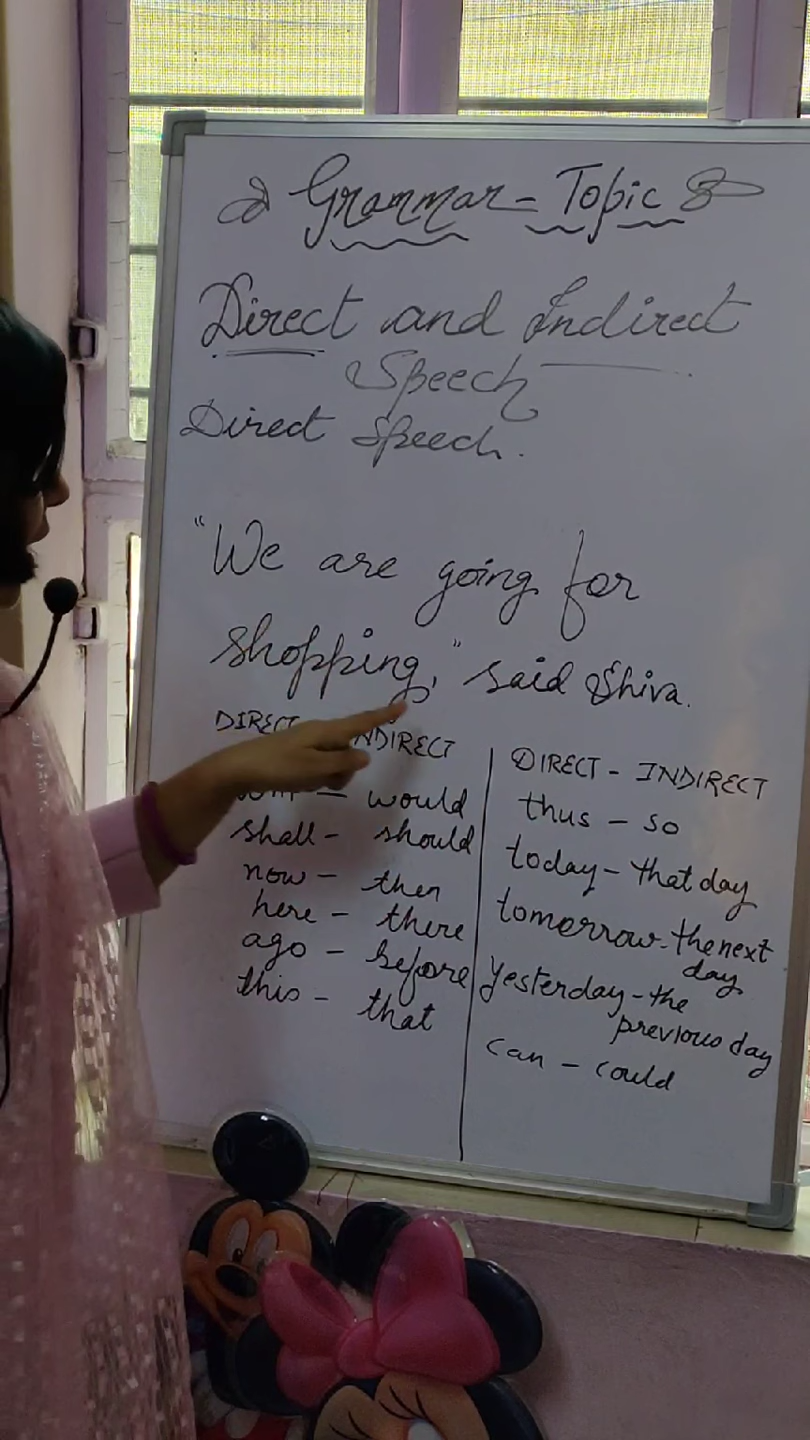 Grammar - Topic
Direct and Indirect
Speech
Direct Speech.
"We are going for
shopping," said Shiva.
DIRECT INDIRECT
would
shall - should
now - then
here - there
ago - before
this - that
DIRECT - INDIRECT
thus - so
today - that day
tomorrow - the next
day
yesterday - the
previous day
can - could